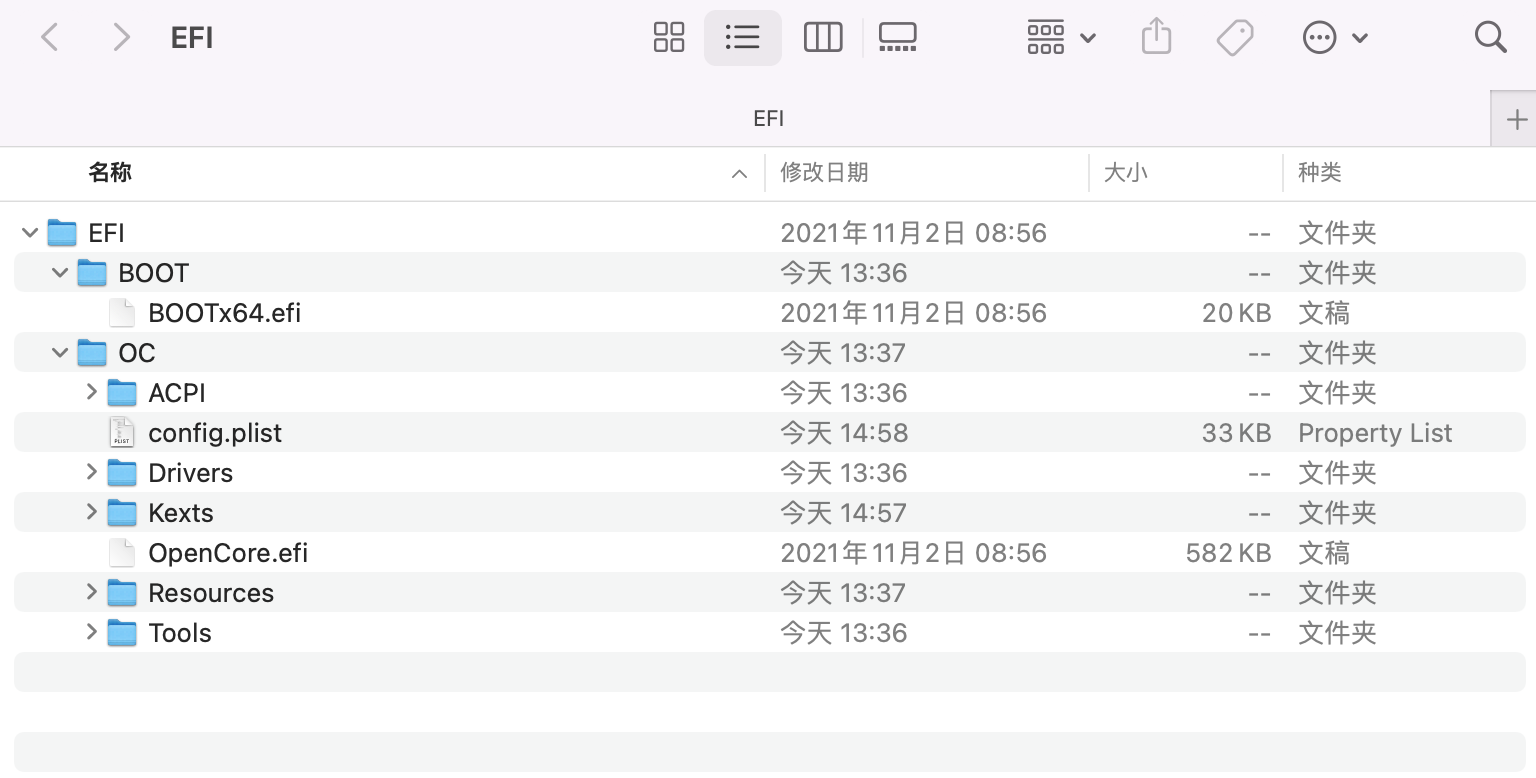 EFI
EFI
名称 修改日期 大小 种类
EFI 2021年11月2日 08:56 -- 文件夹
BOOT 今天 13:36 -- 文件夹
BOOTx64.efi 2021年11月2日 08:56 20 KB 文稿
OC 今天 13:37 -- 文件夹
ACPI 今天 13:36 -- 文件夹
config.plist 今天 14:58 33 KB Property List
Drivers 今天 13:36 -- 文件夹
Kexts 今天 14:57 -- 文件夹
OpenCore.efi 2021年11月2日 08:56 582 KB 文稿
Resources 今天 13:37 -- 文件夹
Tools 今天 13:36 -- 文件夹